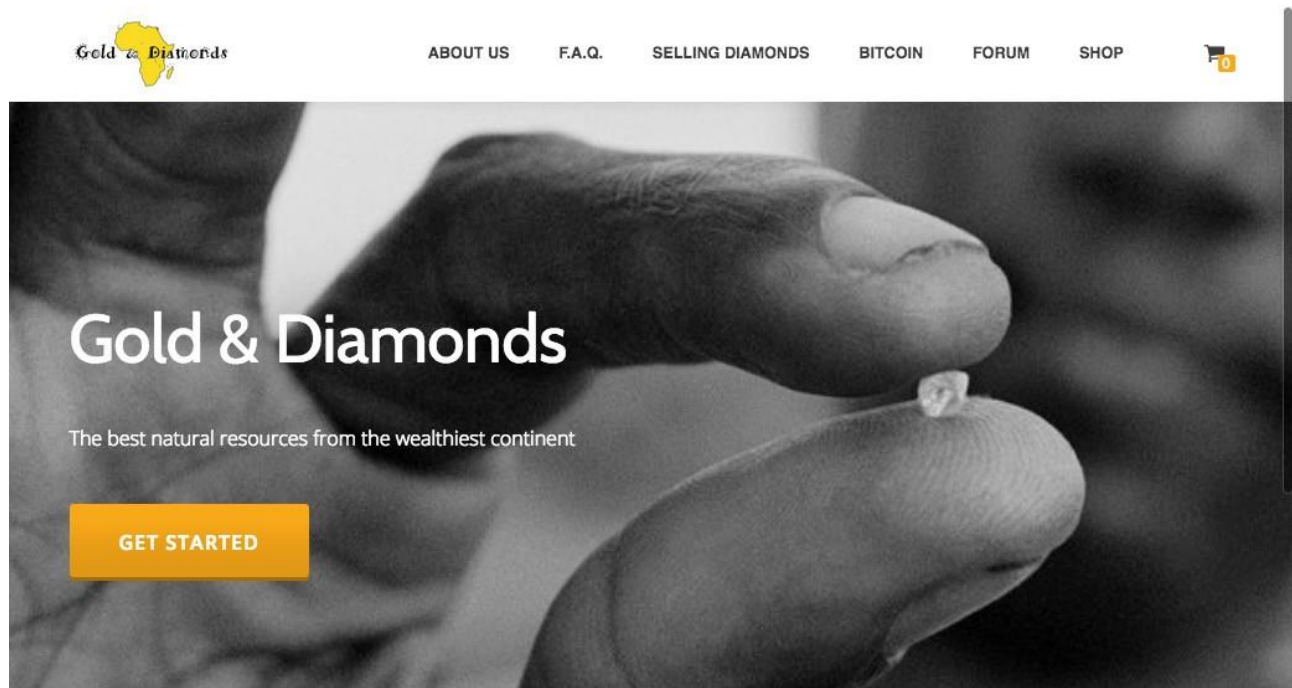 Gold & Diamonds
ABOUT US F.A.Q. SELLING DIAMONDS BITCOIN FORUM SHOP
0
Gold & Diamonds
The best natural resources from the wealthiest continent
GET STARTED